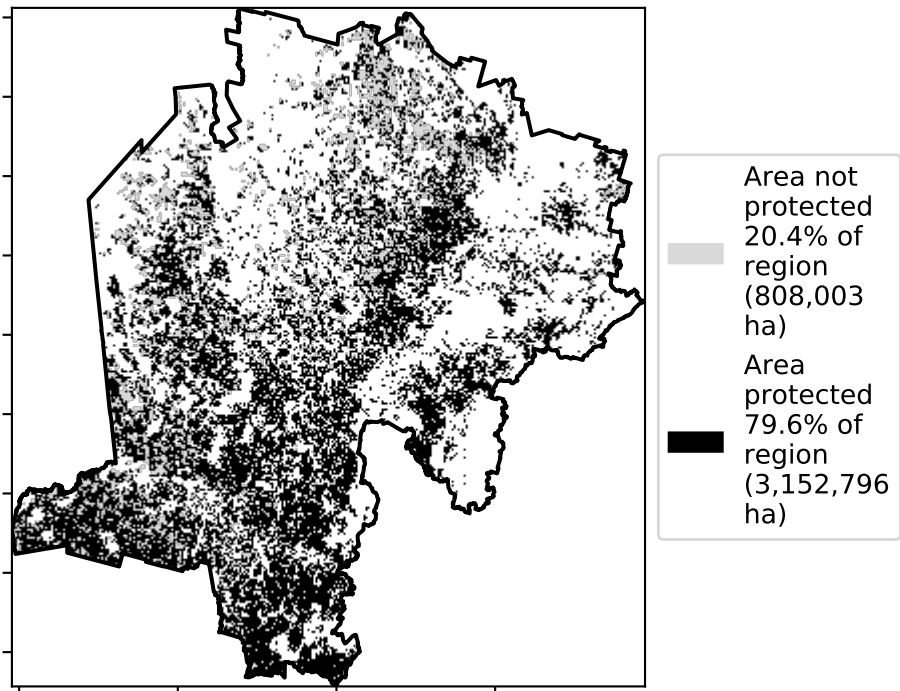 Area not
protected
20.4% of
region
(808,003
ha)
Area
protected
79.6% of
region
(3,152,796
ha)